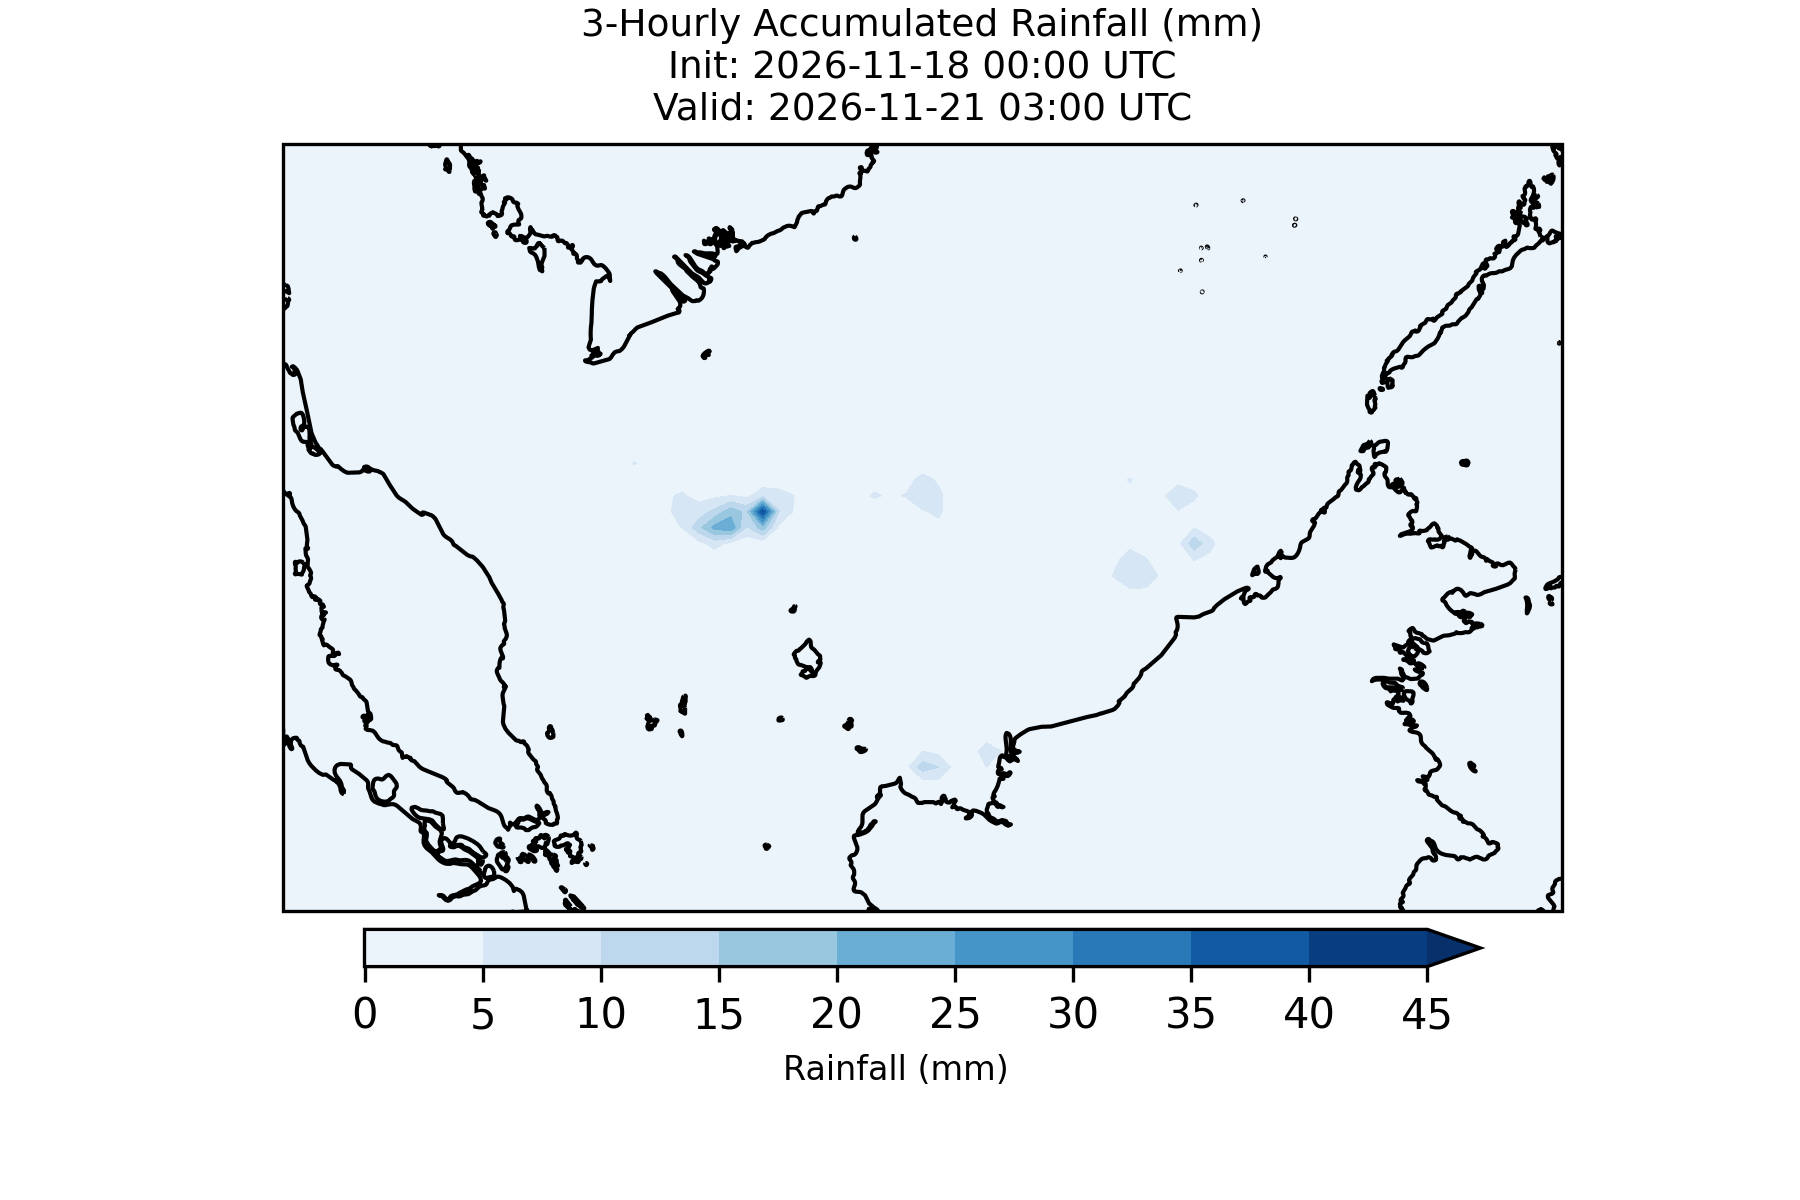 3-Hourly Accumulated Rainfall (mm)
Init: 2026-11-18 00:00 UTC
Valid: 2026-11-21 03:00 UTC
0 5 10 15 20 25 30 35 40 45
Rainfall (mm)